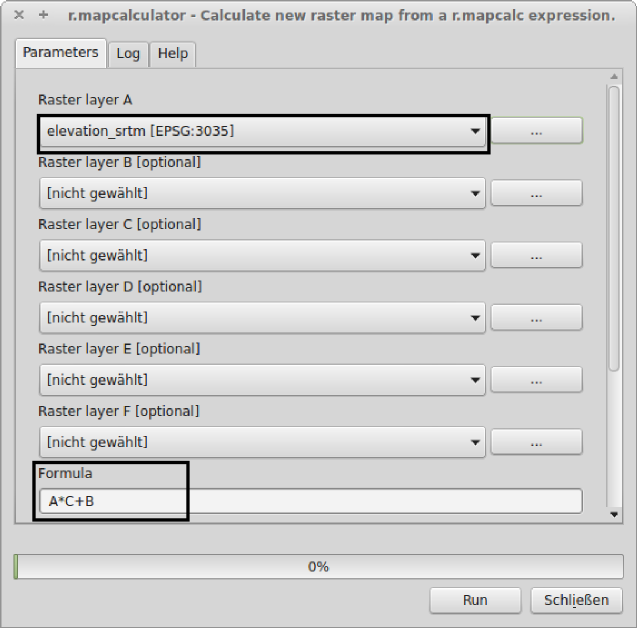 r.mapcalculator - Calculate new raster map from a r.mapcalc expression.
Parameters Log Help
Raster layer A
elevation_srtm [EPSG:3035] ...
Raster layer B [optional]
[nicht gewählt] ...
Raster layer C [optional]
[nicht gewählt] ...
Raster layer D [optional]
[nicht gewählt] ...
Raster layer E [optional]
[nicht gewählt] ...
Raster layer F [optional]
[nicht gewählt] ...
Formula
A*C+B
0%
Run Schließen